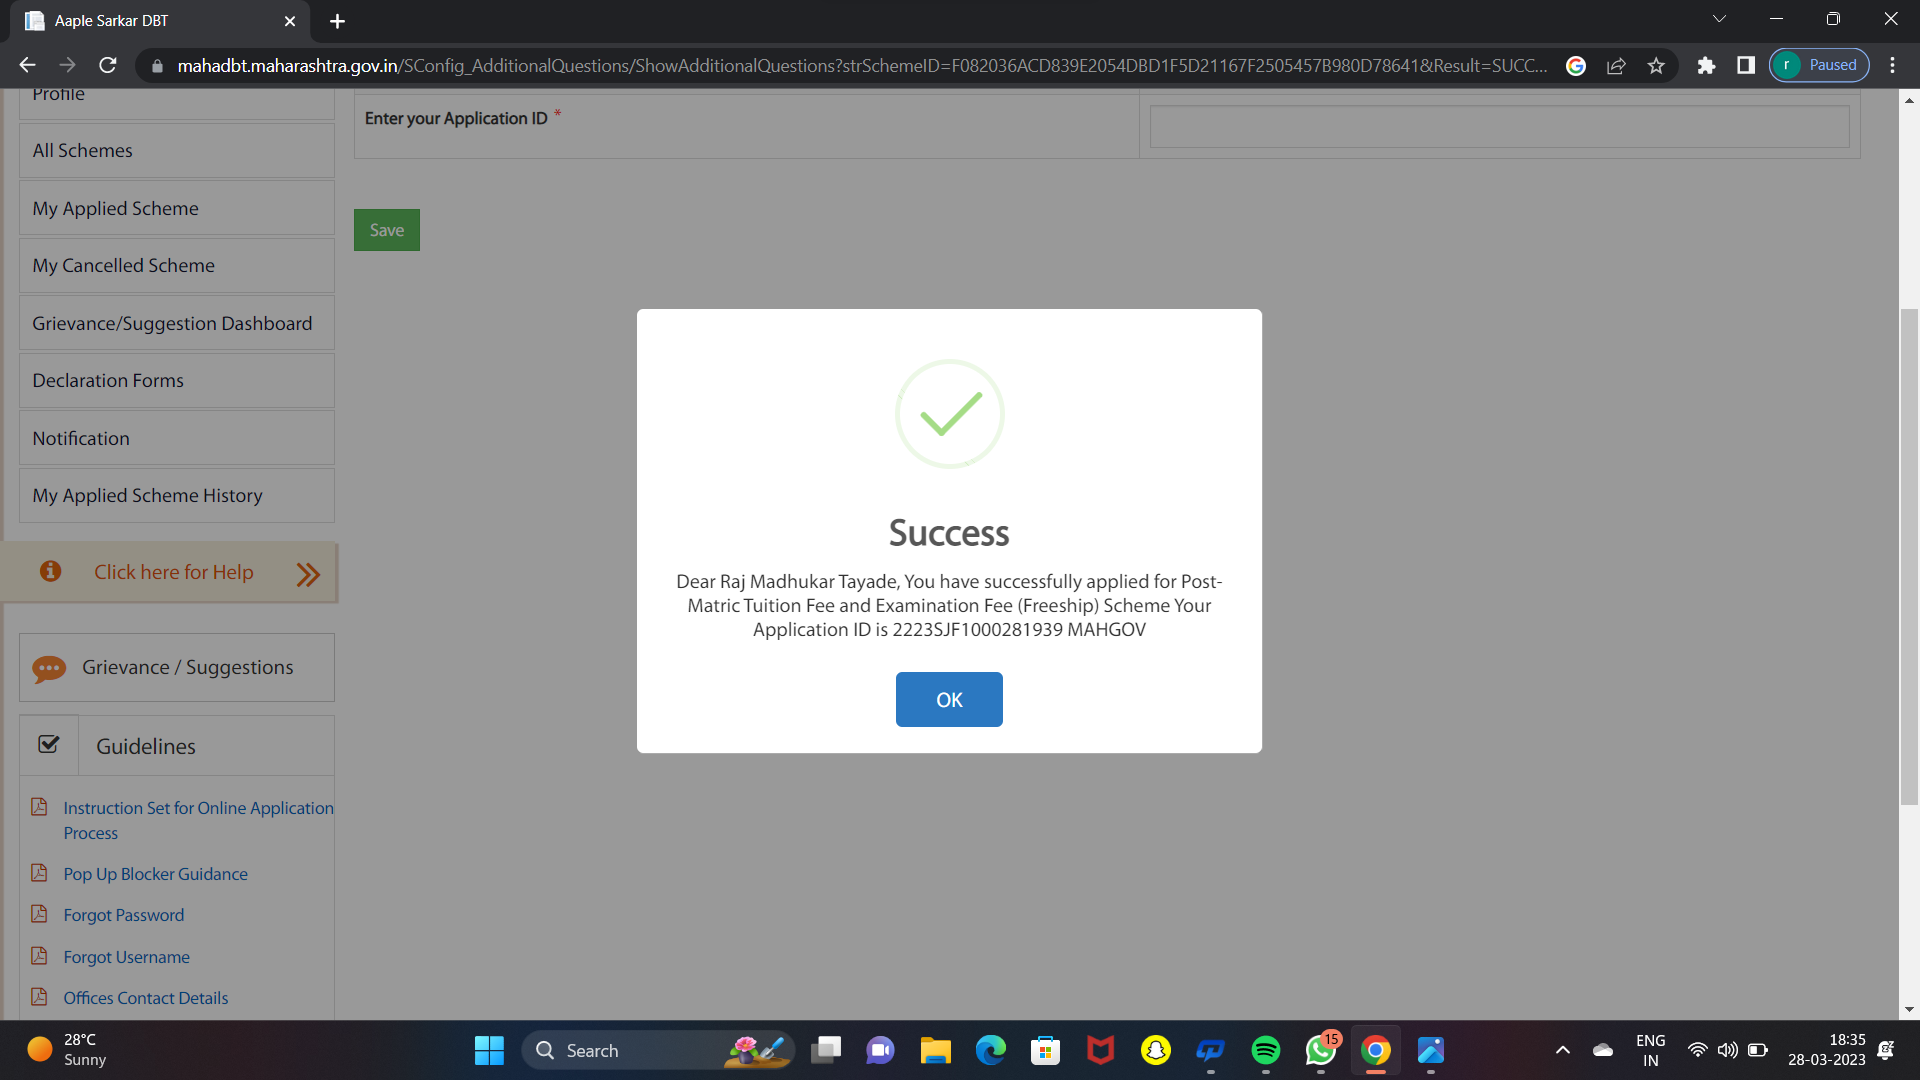 Aaple Sarkar DBT
mahadbt.maharashtra.gov.in/SConfig_AdditionalQuestions/ShowAdditionalQuestions?strSchemeID=F082036ACD839E2054DBD1F5D21167F2505457B980D78641&Result=SUCC...
r Paused
Profile
Enter your Application ID *
All Schemes
My Applied Scheme
Save
My Cancelled Scheme
Grievance/Suggestion Dashboard
Declaration Forms
Notification
My Applied Scheme History
Click here for Help
Success
Dear Raj Madhukar Tayade, You have successfully applied for Post-
Matric Tuition Fee and Examination Fee (Freeship) Scheme Your
Application ID is 2223SJF1000281939 MAHGOV
OK
Grievance / Suggestions
Guidelines
Instruction Set for Online Application
Process
Pop Up Blocker Guidance
Forgot Password
Forgot Username
Offices Contact Details
28°C
Sunny
Search
15
ENG
IN
18:35
28-03-2023